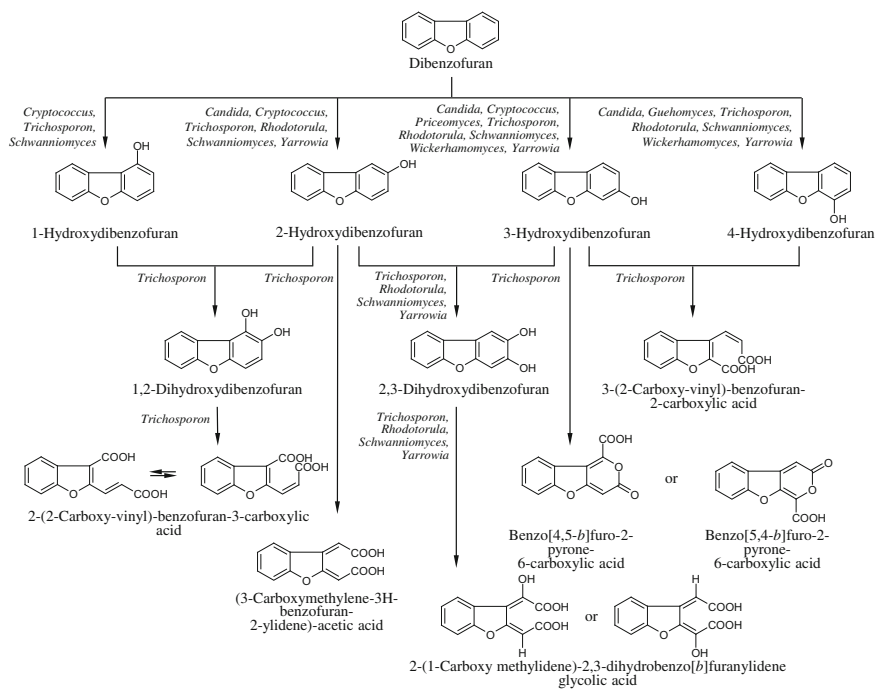 O
Dibenzofuran
Cryptococcus,
Trichosporon,
Schwanniomyces
Candida, Cryptococcus,
Trichosporon, Rhodotorula,
Schwanniomyces, Yarrowia
Candida, Cryptococcus,
Priceomyces, Trichosporon,
Rhodotorula, Schwanniomyces,
Wickerhamomyces, Yarrowia
Candida, Guehomyces, Trichosporon,
Rhodotorula, Schwanniomyces,
Wickerhamomyces, Yarrowia
OH
O
1-Hydroxydibenzofuran
OH
O
2-Hydroxydibenzofuran
O
OH
3-Hydroxydibenzofuran
O
OH
4-Hydroxydibenzofuran
Trichosporon
Trichosporon
Trichosporon,
Rhodotorula,
Schwanniomyces,
Yarrowia
Trichosporon
Trichosporon
OH
OH
O
1,2-Dihydroxydibenzofuran
OH
O
OH
2,3-Dihydroxydibenzofuran
O
COOH
COOH
3-(2-Carboxy-vinyl)-benzofuran-
2-carboxylic acid
Trichosporon
Trichosporon,
Rhodotorula,
Schwanniomyces,
Yarrowia
COOH
O
COOH
COOH
COOH
O
2-(2-Carboxy-vinyl)-benzofuran-3-carboxylic
acid
COOH
O
O
O
Benzo[4,5-b]furo-2-
pyrone-
6-carboxylic acid
or
O
O
O
COOH
Benzo[5,4-b]furo-2-
pyrone-
6-carboxylic acid
COOH
COOH
O
(3-Carboxymethylene-3H-
benzofuran-
2-ylidene)-acetic acid
OH
COOH
COOH
O
H
or
H
COOH
COOH
O
OH
2-(1-Carboxy methylidene)-2,3-dihydrobenzo[b]furanylidene
glycolic acid